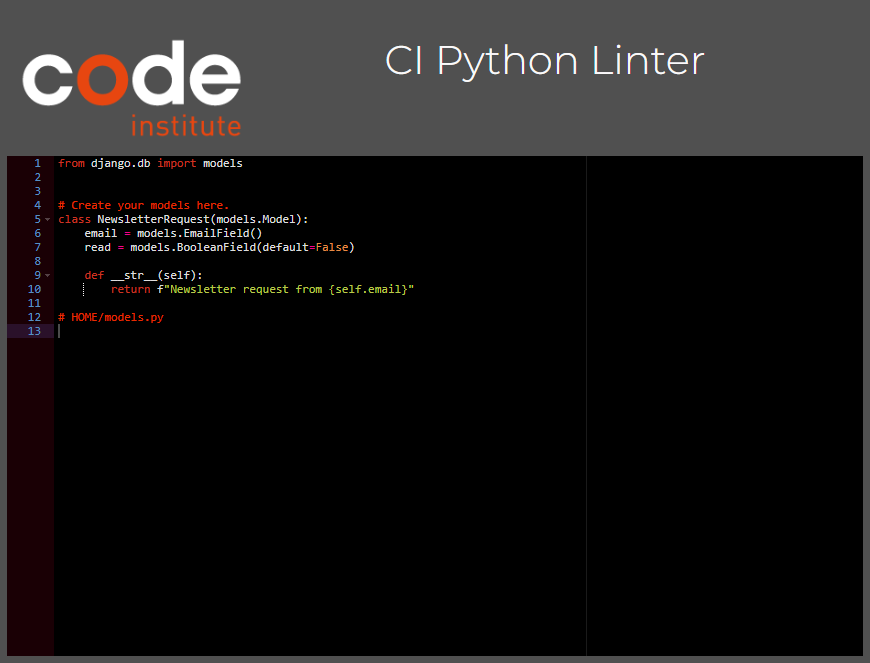 code
institute
CI Python Linter
1 from django.db import models
2
3
4 # Create your models here.
5 class NewsletterRequest(models.Model):
6     email = models.EmailField()
7     read = models.BooleanField(default=False)
8
9     def __str__(self):
10         return f"Newsletter request from {self.email}"
11
12 # HOME/models.py
13